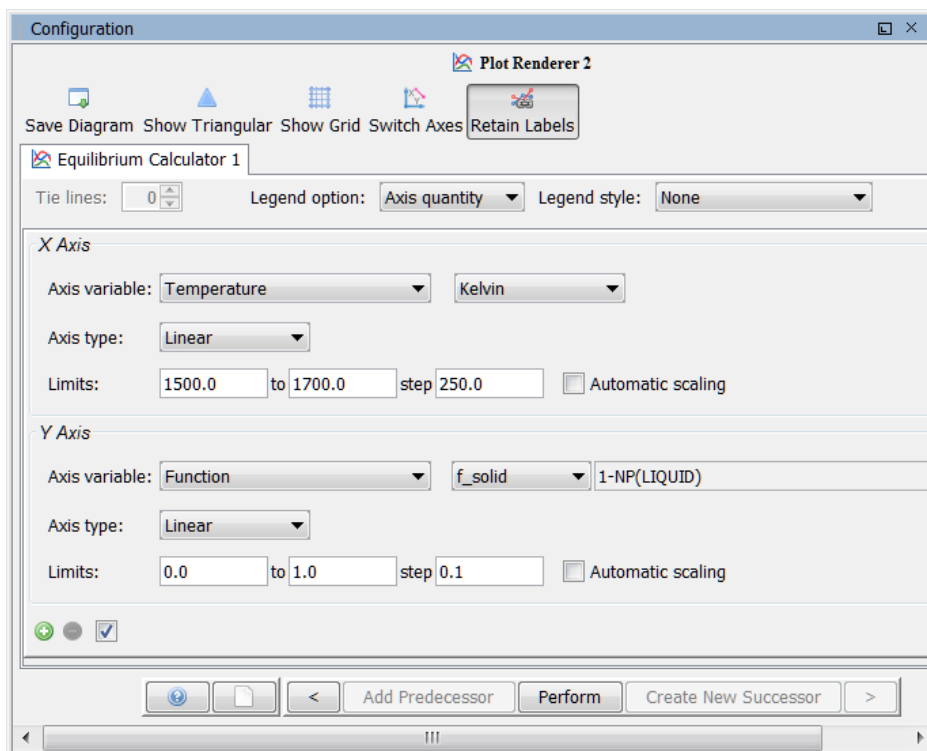 Configuration
Plot Renderer 2
Save Diagram Show Triangular Show Grid Switch Axes Retain Labels
Equilibrium Calculator 1
Tie lines: 0 Legend option: Axis quantity Legend style: None
X Axis
Axis variable: Temperature Kelvin
Axis type: Linear
Limits: 1500.0 to 1700.0 step 250.0 Automatic scaling
Y Axis
Axis variable: Function f_solid 1-NP(LIQUID)
Axis type: Linear
Limits: 0.0 to 1.0 step 0.1 Automatic scaling
< Add Predecessor Perform Create New Successor >